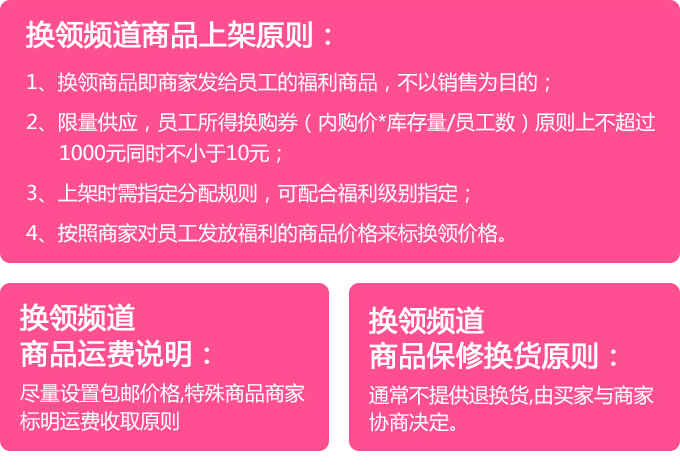 换领频道商品上架原则：
1、换领商品即商家发给员工的福利商品，不以销售为目的；
2、限量供应，员工所得换购券（内购价*库存量/员工数）原则上不超过
1000元同时不小于10元；
3、上架时需指定分配规则，可配合福利级别指定；
4、按照商家对员工发放福利的商品价格来标换领价格。
换领频道
商品运费说明：
尽量设置包邮价格,特殊商品商家
标明运费收取原则
换领频道
商品保修换货原则：
通常不提供退换货,由买家与商家
协商决定。